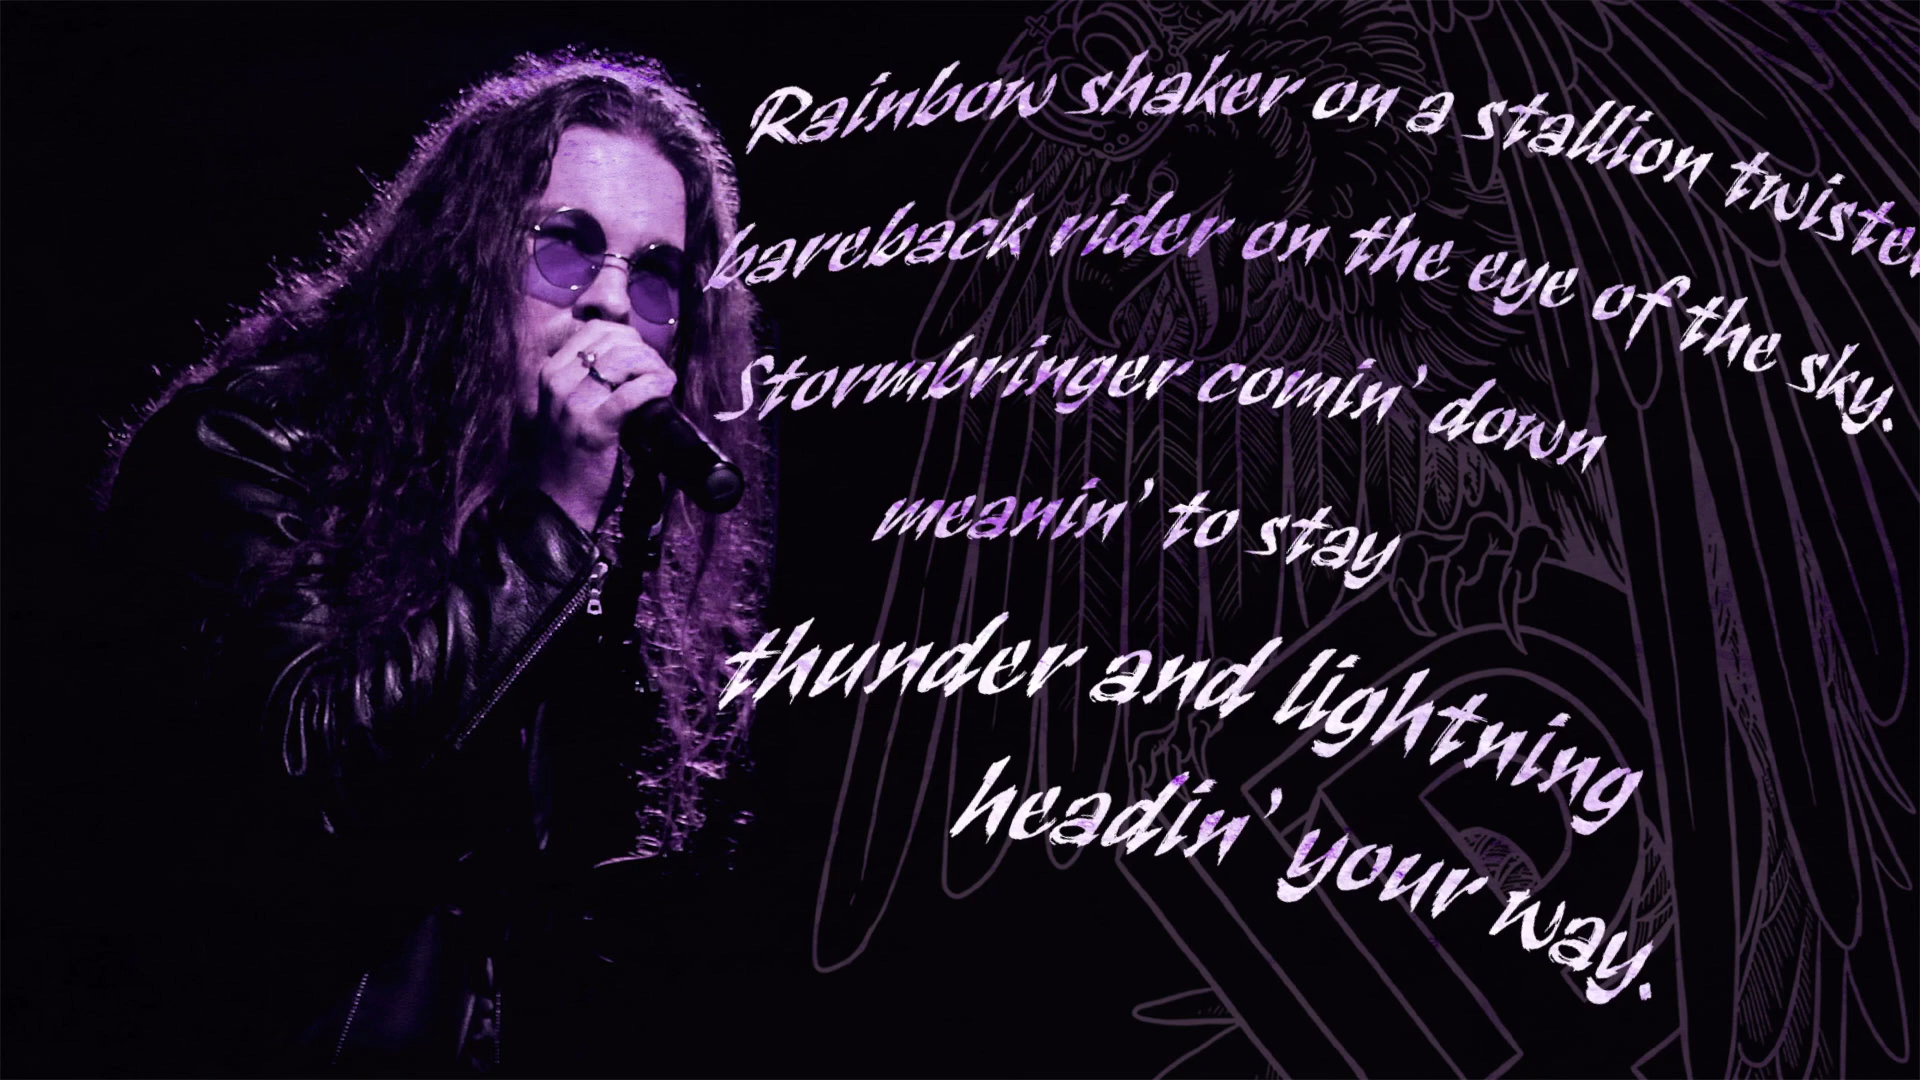 Rainbow shaker on a stallion twister
bareback rider on the eye of the sky.
Stormbringer comin' down
meanin' to stay
thunder and lightning
headin' your way.